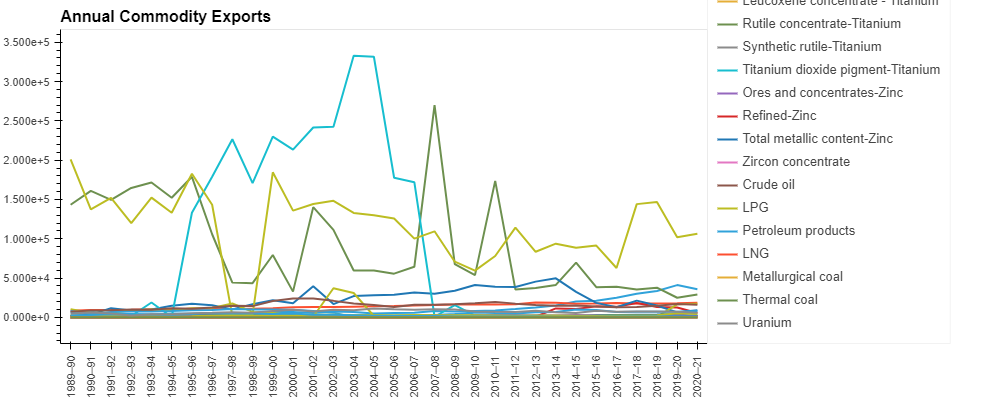 Annual Commodity Exports
3.500e+5
3.000e+5
2.500e+5
2.000e+5
1.500e+5
1.000e+5
5.000e+4
0.000e+0
1989–90
1990–91
1991–92
1992–93
1993–94
1994–95
1995–96
1996–97
1997–98
1998–99
1999–00
2000–01
2001–02
2002–03
2003–04
2004–05
2005–06
2006–07
2007–08
2008–09
2009–10
2010–11
2011–12
2012–13
2013–14
2014–15
2015–16
2016–17
2017–18
2018–19
2019–20
2020–21
Leucoxene concentrate - Titanium
Rutile concentrate-Titanium
Synthetic rutile-Titanium
Titanium dioxide pigment-Titanium
Ores and concentrates-Zinc
Refined-Zinc
Total metallic content-Zinc
Zircon concentrate
Crude oil
LPG
Petroleum products
LNG
Metallurgical coal
Thermal coal
Uranium